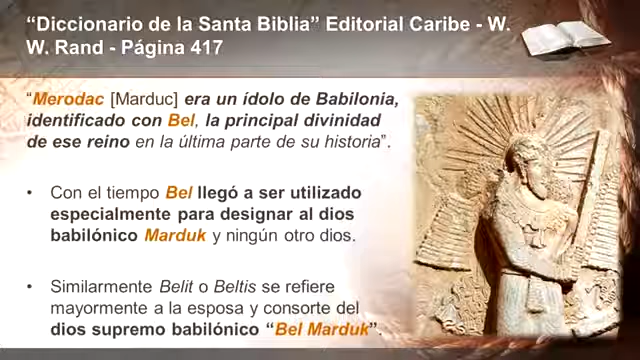 “Diccionario de la Santa Biblia” Editorial Caribe - W.
W. Rand - Página 417
“Merodac [Marduc] era un ídolo de Babilonia,
identificado con Bel, la principal divinidad
de ese reino en la última parte de su historia”.
• Con el tiempo Bel llegó a ser utilizado
especialmente para designar al dios
babilónico Marduk y ningún otro dios.
• Similarmente Belit o Beltis se refiere
mayormente a la esposa y consorte del
dios supremo babilónico “Bel Marduk”.